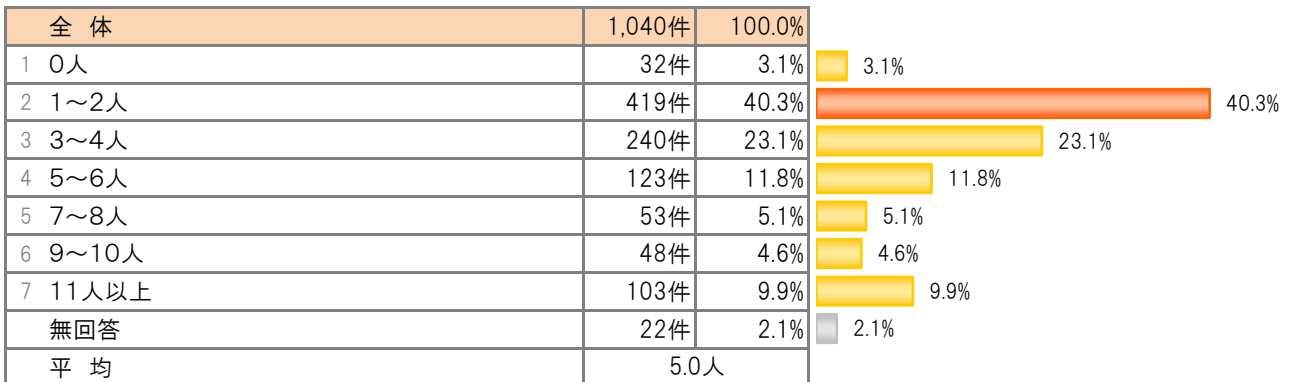 全 体 1,040件 100.0%
1 0人 32件 3.1% 3.1%
2 1～2人 419件 40.3% 40.3%
3 3～4人 240件 23.1% 23.1%
4 5～6人 123件 11.8% 11.8%
5 7～8人 53件 5.1% 5.1%
6 9～10人 48件 4.6% 4.6%
7 11人以上 103件 9.9% 9.9%
無回答 22件 2.1% 2.1%
平 均 5.0人